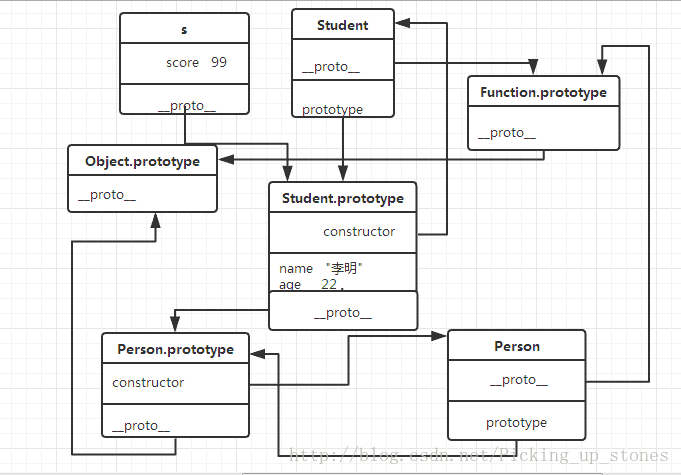 s
score 99
__proto__
Student
__proto__
prototype
Function.prototype
__proto__
Object.prototype
__proto__
Student.prototype
constructor
name "李明"
age 22 .
__proto__
Person.prototype
constructor
__proto__
Person
__proto__
prototype
http://blog.csdn.net/Picking_up_stones